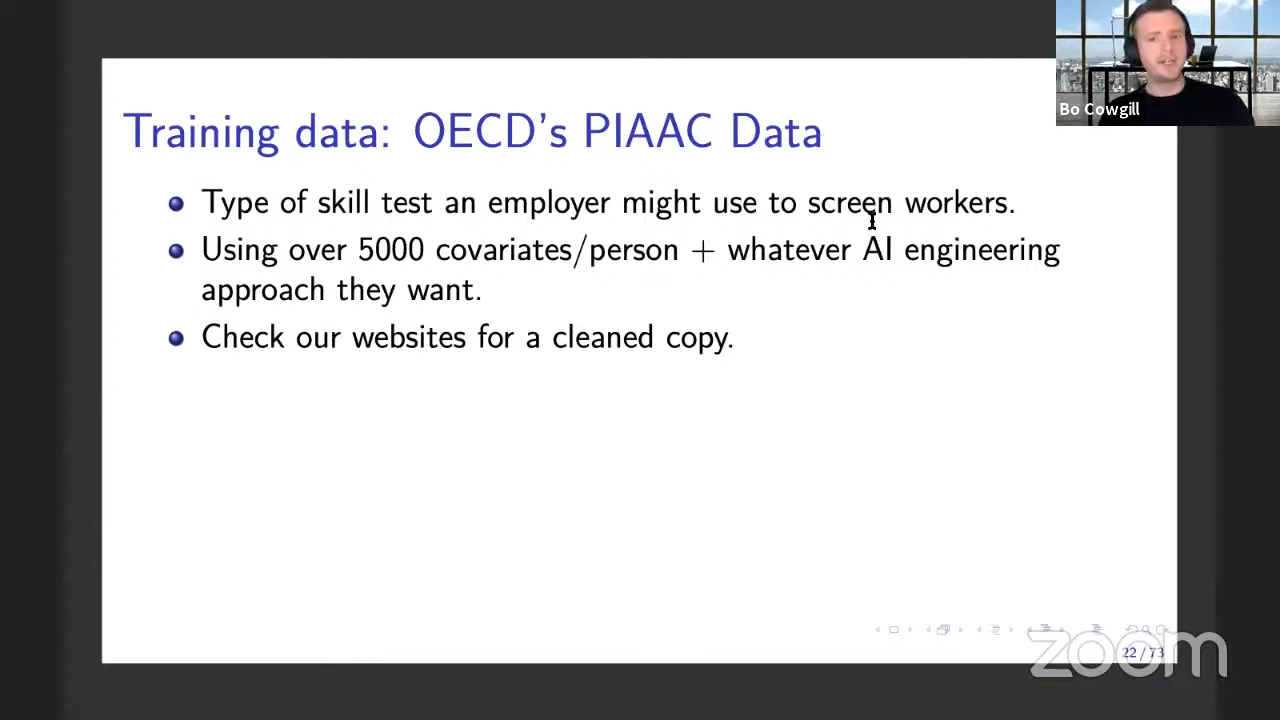 Bo Cowgill
Training data: OECD's PIAAC Data
Type of skill test an employer might use to screen workers.
Using over 5000 covariates/person + whatever AI engineering
approach they want.
Check our websites for a cleaned copy.
22 / 73
zoom